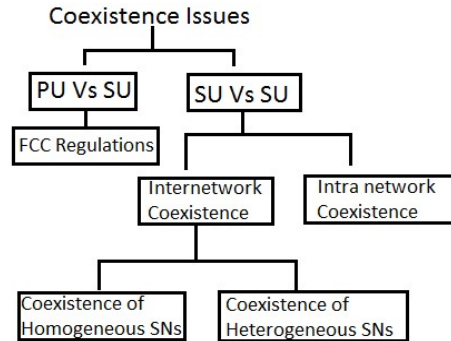 Coexistence Issues
PU Vs SU
SU Vs SU
FCC Regulations
Internetwork
Coexistence
Intra network
Coexistence
Coexistence of
Homogeneous SNs
Coexistence of
Heterogeneous SNs